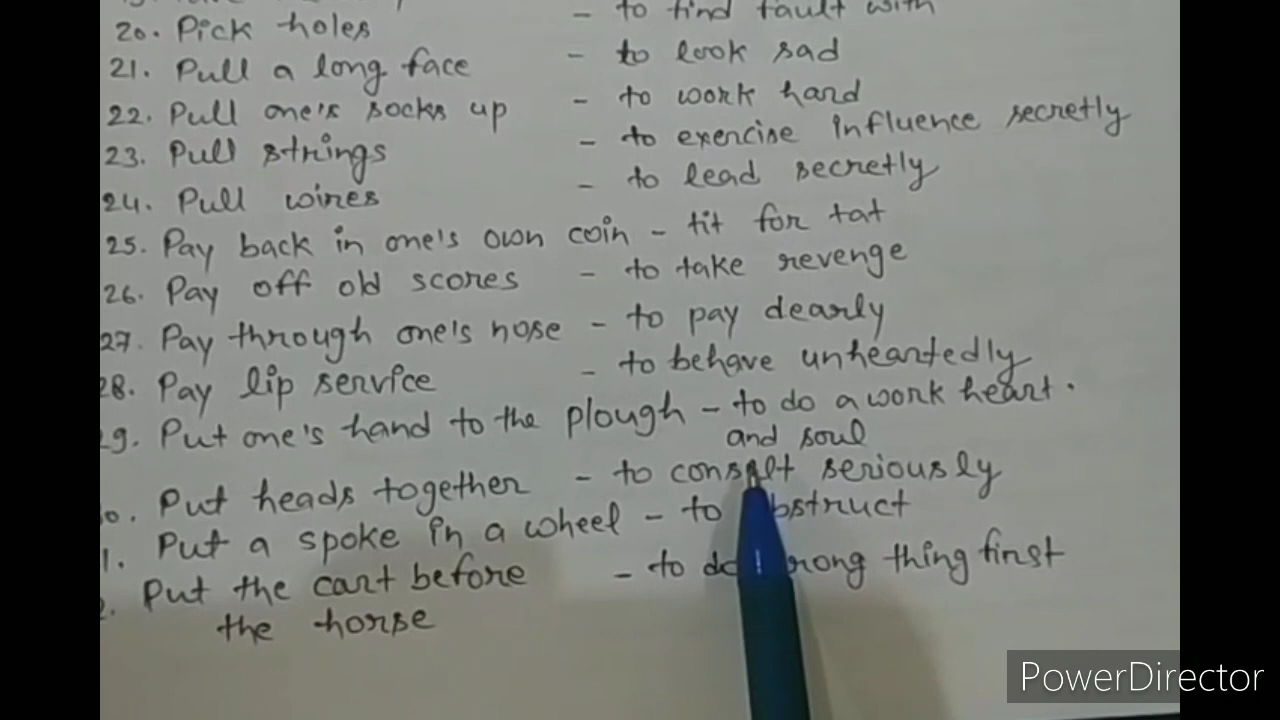 - to find fault with
20. Pick holes
21. Pull a long face - to look sad
22. Pull one's socks up - to work hard
23. Pull strings - to exercise influence secretly
24. Pull wires - to lead secretly
25. Pay back in one's own coin - tit for tat
26. Pay off old scores - to take revenge
27. Pay through one's nose - to pay dearly
28. Pay lip service - to behave unheartedly
29. Put one's hand to the plough - to do a work heart.
and soul
0. Put heads together - to consult seriously
1. Put a spoke in a wheel - to obstruct
2. Put the cart before - to do wrong thing first
the horse
PowerDirector